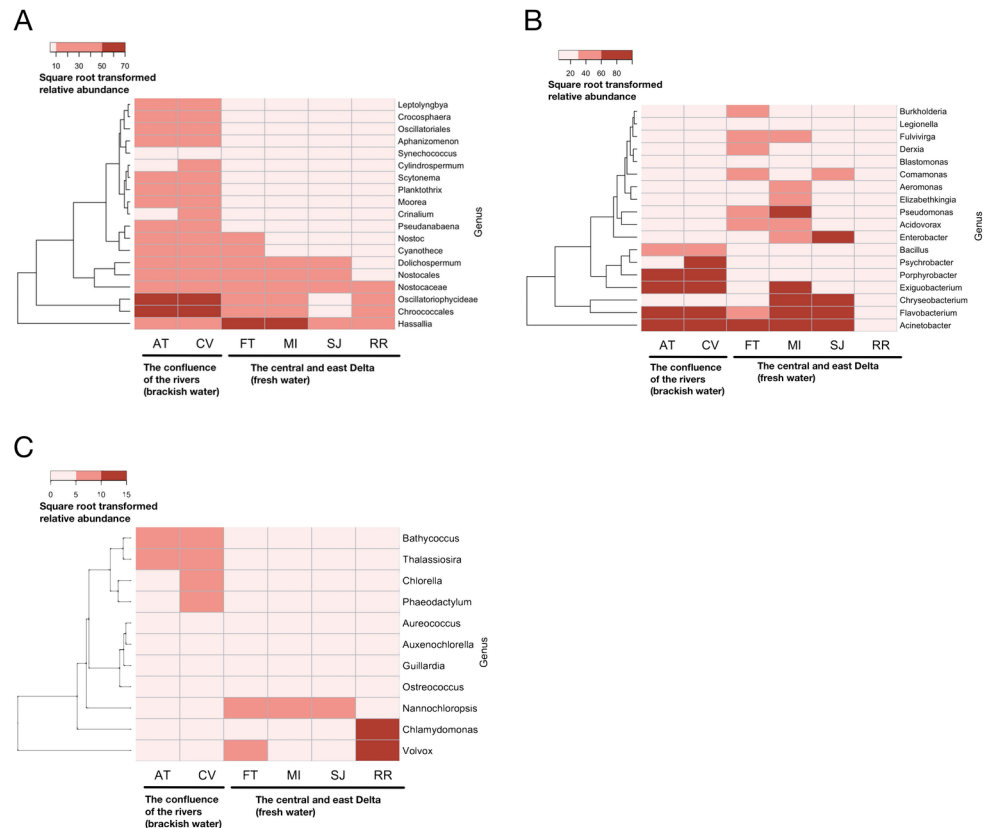 A
10 30 50 70
Square root transformed
relative abundance
Leptolyngbya
Crocosphaera
Oscillatoriales
Aphanizomenon
Synechococcus
Cylindrospermum
Scytonema
Planktothrix
Moorea
Crinalium
Pseudanabaena
Nostoc
Cyanothece
Dolichospermum
Nostocales
Nostocaceae
Oscillatoriophycideae
Chroococcales
Hassallia
Genus
AT CV FT MI SJ RR
The confluence
of the rivers
(brackish water)
The central and east Delta
(fresh water)
B
20 40 60 80
Square root transformed
relative abundance
Burkholderia
Legionella
Fulvivirga
Derxia
Blastomonas
Comamonas
Aeromonas
Elizabethkingia
Pseudomonas
Acidovorax
Enterobacter
Bacillus
Psychrobacter
Porphyrobacter
Exiguobacterium
Chryseobacterium
Flavobacterium
Acinetobacter
Genus
AT CV FT MI SJ RR
The confluence
of the rivers
(brackish water)
The central and east Delta
(fresh water)
C
0 5 10 15
Square root transformed
relative abundance
Bathycoccus
Thalassiosira
Chlorella
Phaeodactylum
Aureococcus
Auxenochlorella
Guillardia
Ostreococcus
Nannochloropsis
Chlamydomonas
Volvox
Genus
AT CV FT MI SJ RR
The confluence
of the rivers
(brackish water)
The central and east Delta
(fresh water)